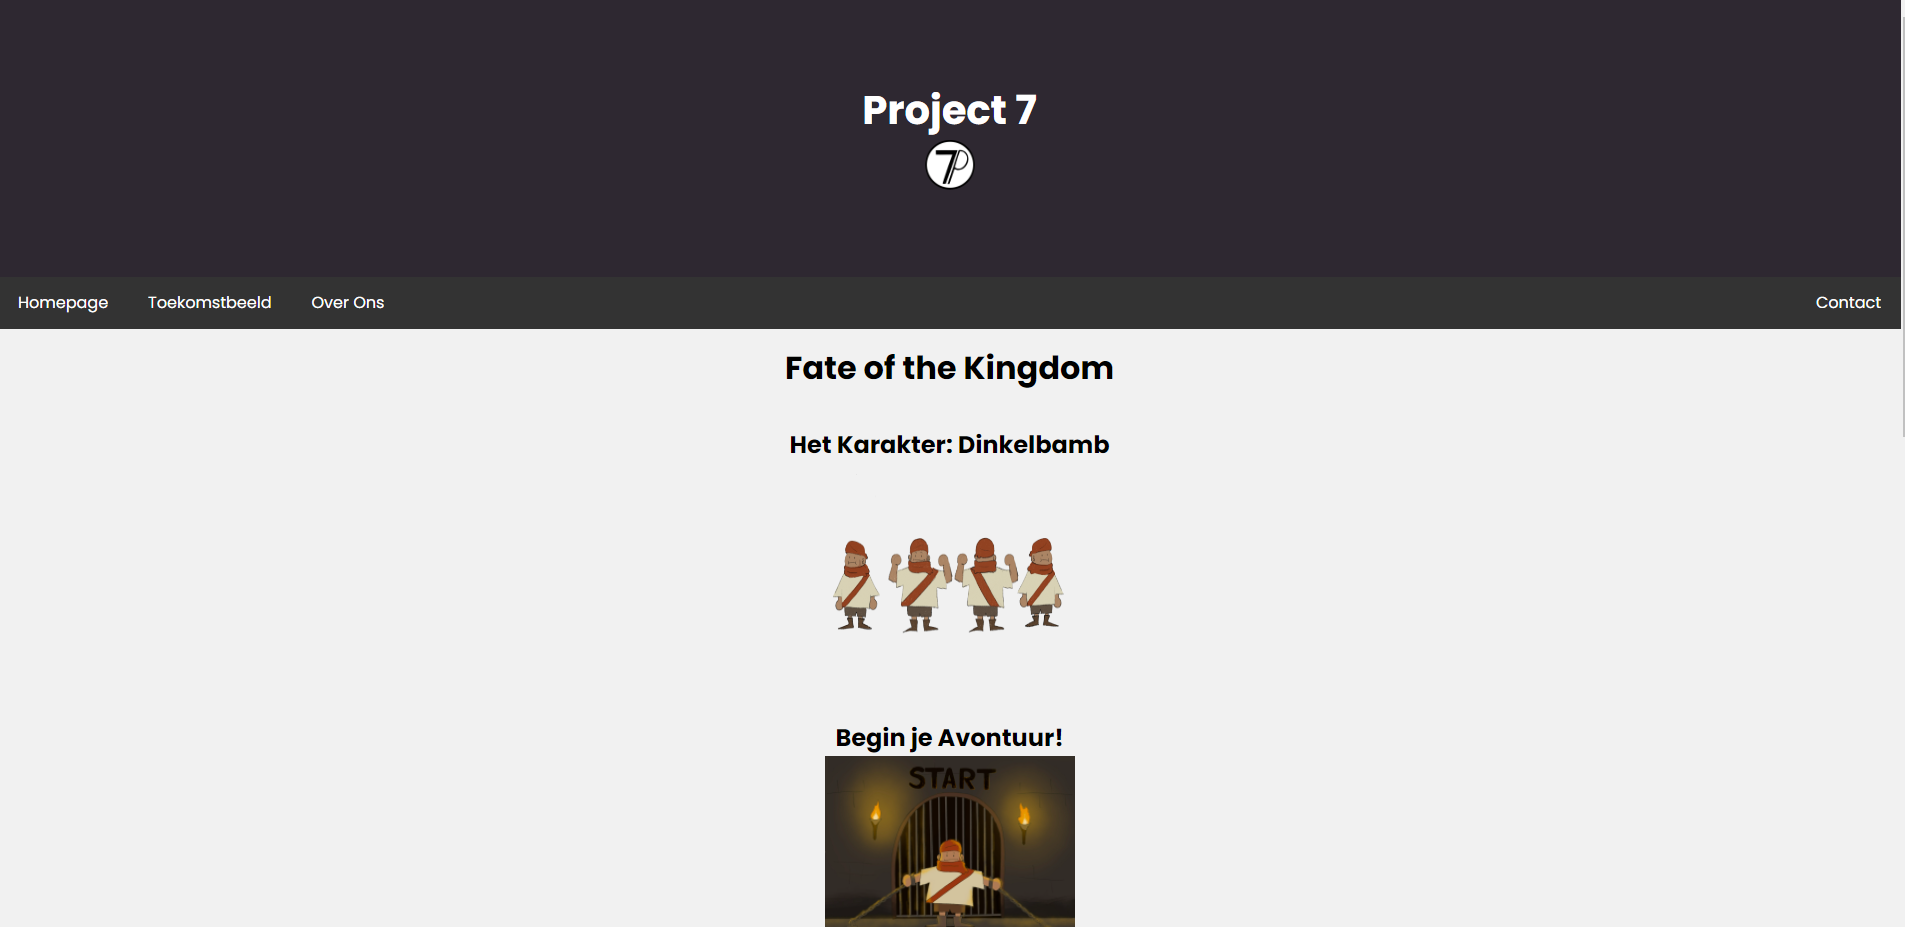 Project 7
7P
Homepage Toekomstbeeld Over Ons Contact
Fate of the Kingdom
Het Karakter: Dinkelbamb
Begin je Avontuur!
START